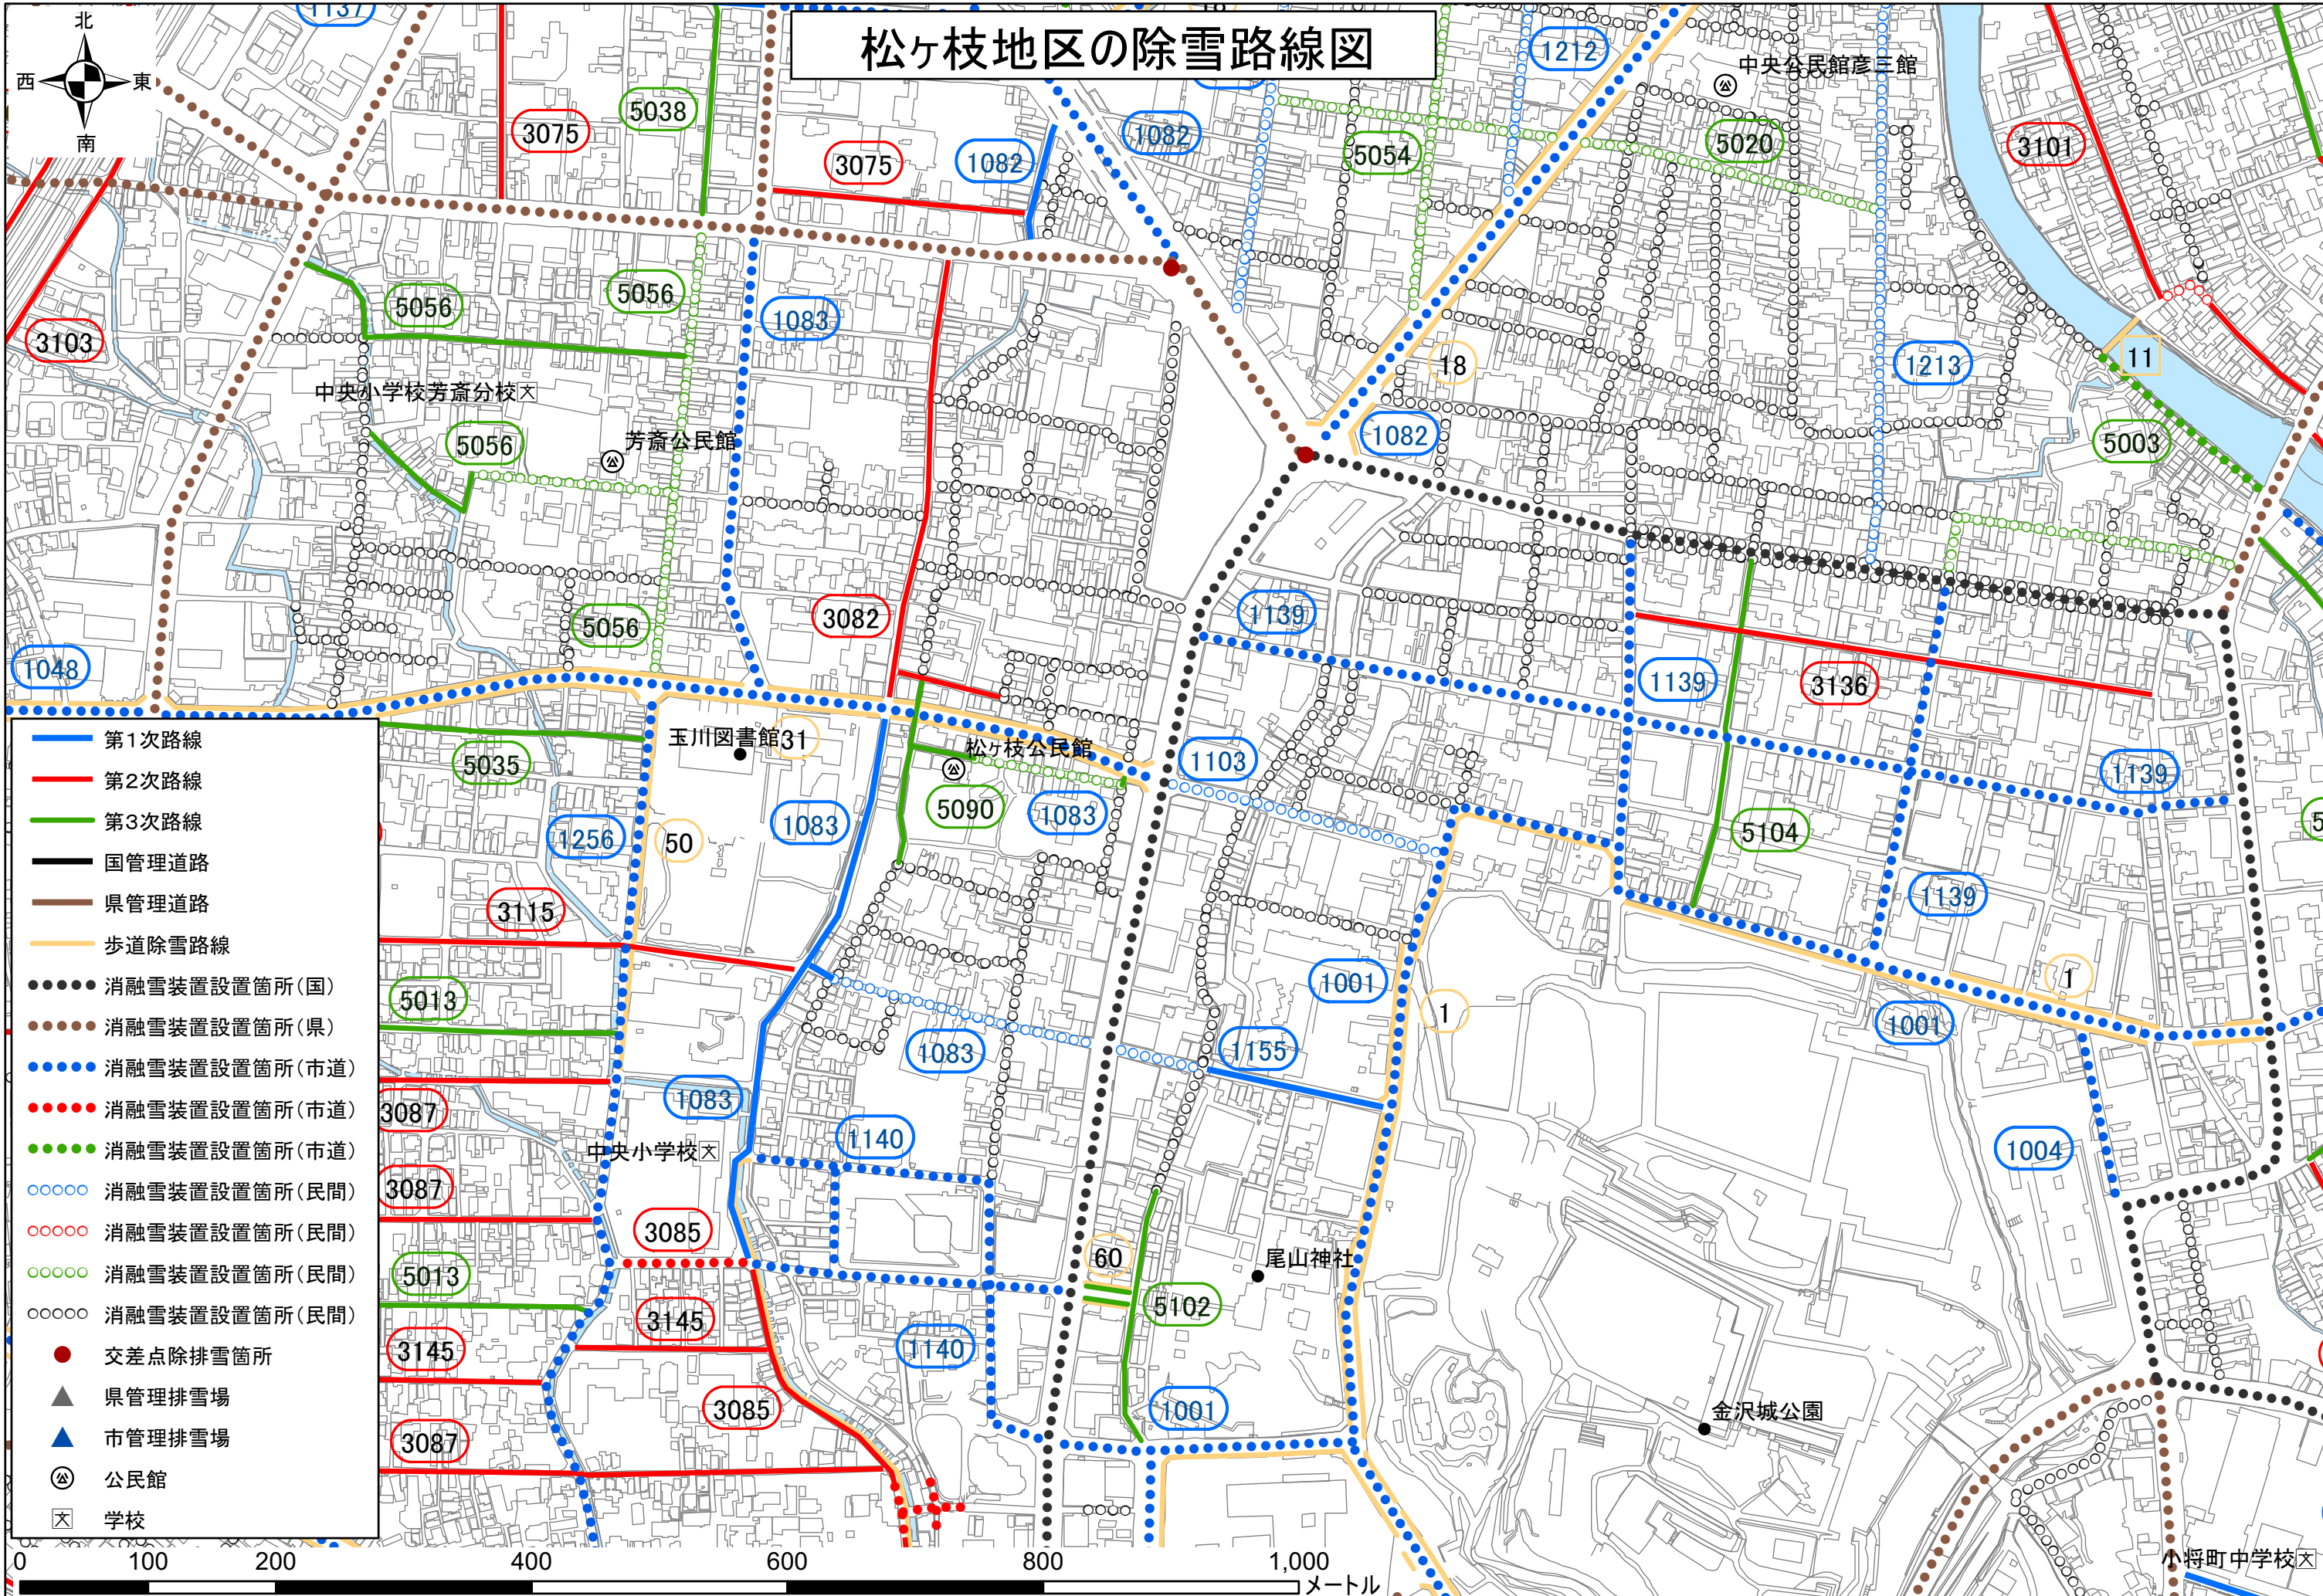 松ヶ枝地区の除雪路線図
北
西
東
南
1137
1212
中央公民館彦三館
5038
3075
3075
1082
1082
5054
5020
3101
5056
5056
1083
3103
18
1213
11
中央小学校芳斎分校
5056
芳斎公民館
1082
5003
5056
3082
1139
1048
1139
3136
玉川図書館
31
松ヶ枝公民館
1103
5035
1139
1256
50
1083
5090
1083
5104
3115
1139
5013
1001
1
1
1083
1155
1001
3087
1083
中央小学校
1140
1004
3087
3085
60
尾山神社
5013
3145
5102
3145
1140
3085
1001
金沢城公園
3087
小将町中学校
第1次路線
第2次路線
第3次路線
国管理道路
県管理道路
歩道除雪路線
消融雪装置設置箇所(国)
消融雪装置設置箇所(県)
消融雪装置設置箇所(市道)
消融雪装置設置箇所(市道)
消融雪装置設置箇所(市道)
消融雪装置設置箇所(民間)
消融雪装置設置箇所(民間)
消融雪装置設置箇所(民間)
消融雪装置設置箇所(民間)
交差点除排雪箇所
県管理排雪場
市管理排雪場
公民館
文 学校
0 100 200 400 600 800 1,000
メートル